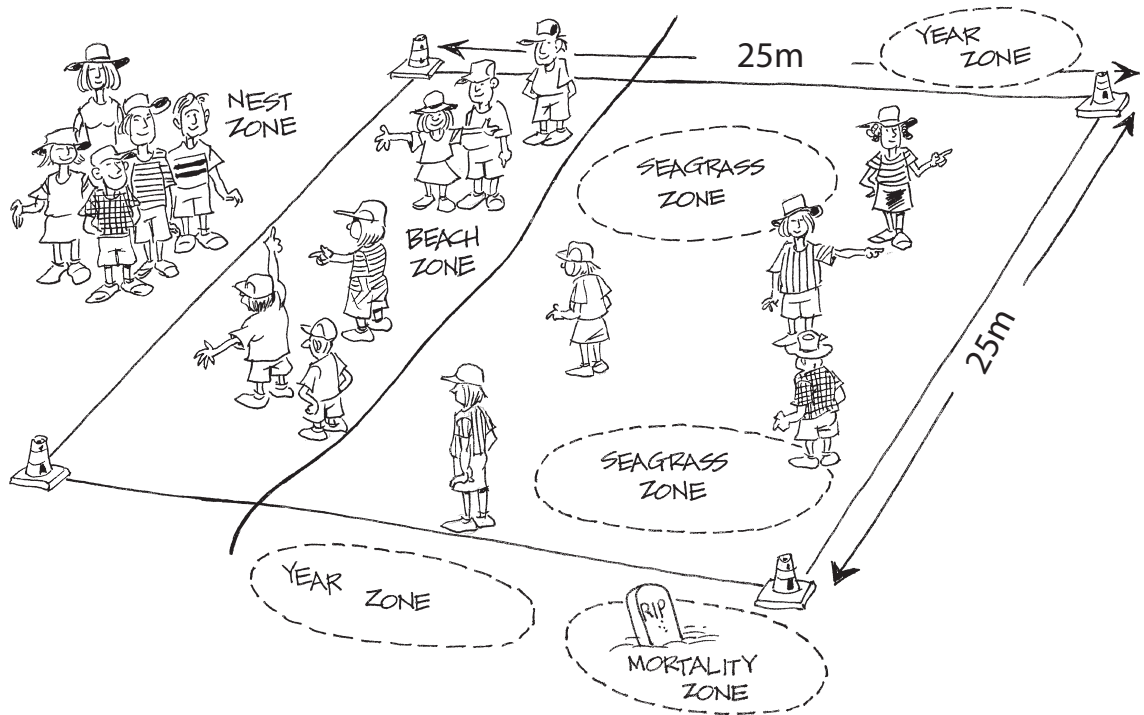 25m
YEAR
ZONE
NEST
ZONE
SEAGRASS
ZONE
BEACH
ZONE
25m
SEAGRASS
ZONE
YEAR
ZONE
RIP
MORTALITY
ZONE